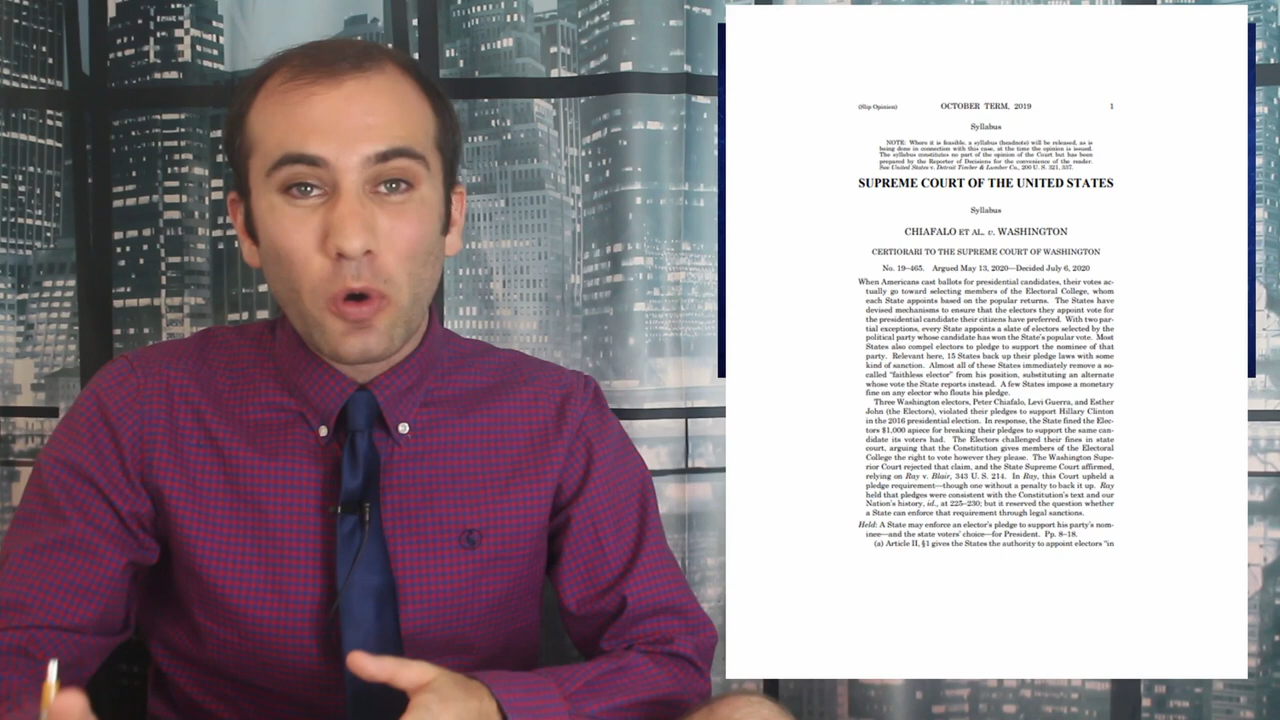 (Slip Opinion)
OCTOBER TERM, 2019
1
Syllabus
NOTE: Where it is feasible, a syllabus (headnote) will be released, as is
being done in connection with this case, at the time the opinion is issued.
The syllabus constitutes no part of the opinion of the Court but has been
prepared by the Reporter of Decisions for the convenience of the reader.
See United States v. Detroit Timber & Lumber Co., 200 U. S. 321, 337.
SUPREME COURT OF THE UNITED STATES
Syllabus
CHIAFALO ET AL. v. WASHINGTON
CERTIORARI TO THE SUPREME COURT OF WASHINGTON
No. 19–465. Argued May 13, 2020—Decided July 6, 2020
When Americans cast ballots for presidential candidates, their votes ac-
tually go toward selecting members of the Electoral College, whom
each State appoints based on the popular returns. The States have
devised mechanisms to ensure that the electors they appoint vote for
the presidential candidate their citizens have preferred. With two par-
tial exceptions, every State appoints a slate of electors selected by the
political party whose candidate has won the State's popular vote. Most
States also compel electors to pledge to support the nominee of that
party. Relevant here, 15 States back up their pledge laws with some
kind of sanction. Almost all of these States immediately remove a so-
called "faithless elector" from his position, substituting an alternate
whose vote the State reports instead. A few States impose a monetary
fine on any elector who flouts his pledge.
Three Washington electors, Peter Chiafalo, Levi Guerra, and Esther
John (the Electors), violated their pledges to support Hillary Clinton
in the 2016 presidential election. In response, the State fined the Elec-
tors $1,000 apiece for breaking their pledges to support the same can-
didate its voters had. The Electors challenged their fines in state
court, arguing that the Constitution gives members of the Electoral
College the right to vote however they please. The Washington Supe-
rior Court rejected that claim, and the State Supreme Court affirmed,
relying on Ray v. Blair, 343 U. S. 214. In Ray, this Court upheld a
pledge requirement—though one without a penalty to back it up. Ray
held that pledges were consistent with the Constitution's text and our
Nation's history, id., at 225–230; but it reserved the question whether
a State can enforce that requirement through legal sanctions.
Held: A State may enforce an elector's pledge to support his party's nom-
inee—and the state voters' choice—for President. Pp. 8–18.
(a) Article II, §1 gives the States the authority to appoint electors "in